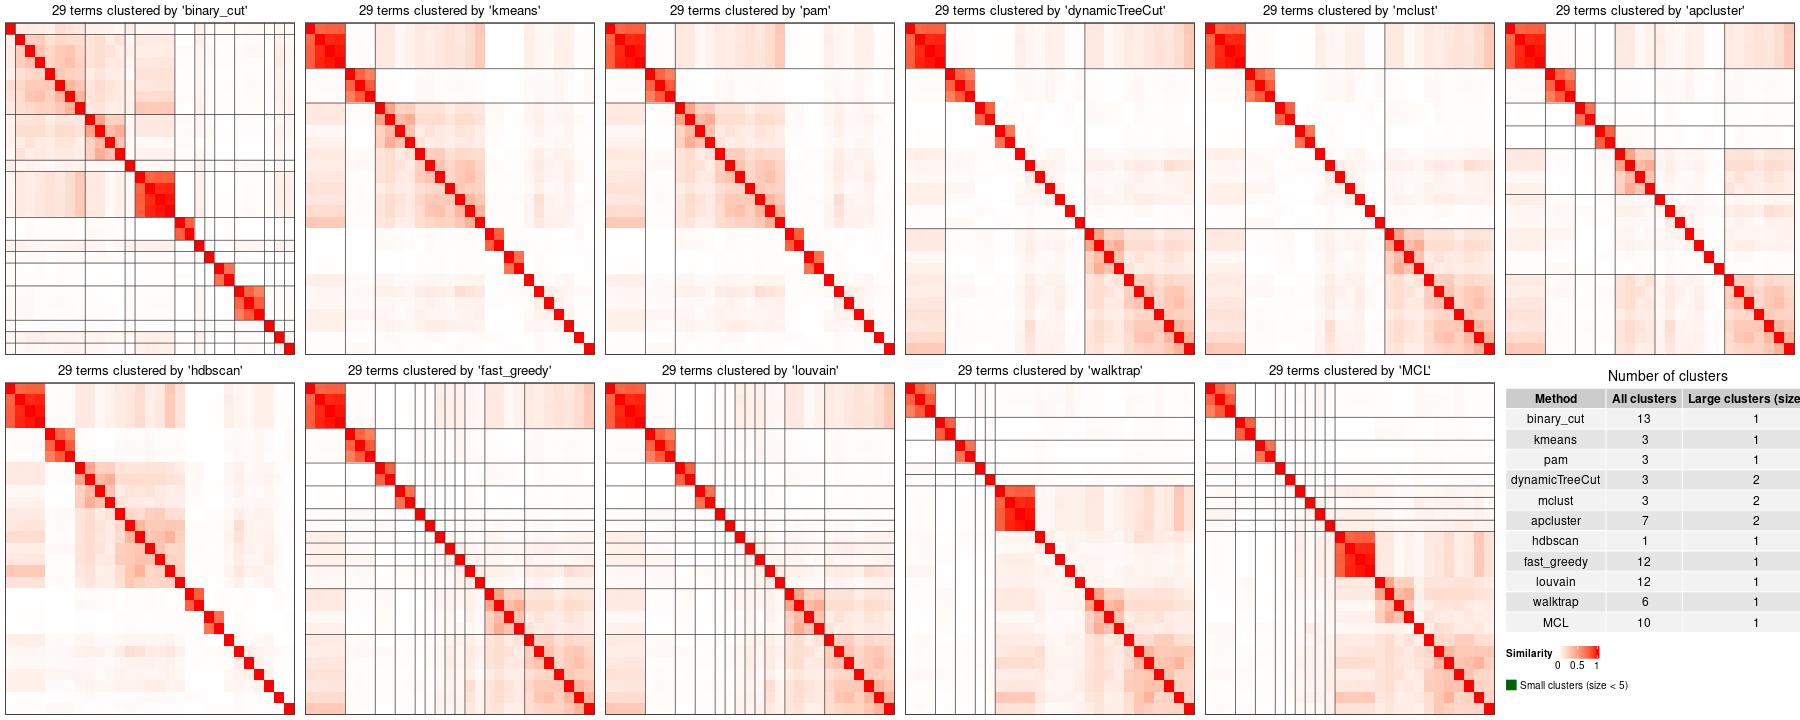 29 terms clustered by 'binary_cut'
29 terms clustered by 'kmeans'
29 terms clustered by 'pam'
29 terms clustered by 'dynamicTreeCut'
29 terms clustered by 'mclust'
29 terms clustered by 'apcluster'
29 terms clustered by 'hdbscan'
29 terms clustered by 'fast_greedy'
29 terms clustered by 'louvain'
29 terms clustered by 'walktrap'
29 terms clustered by 'MCL'
Number of clusters
Method All clusters Large clusters (size
binary_cut 13 1
kmeans 3 1
pam 3 1
dynamicTreeCut 3 2
mclust 3 2
apcluster 7 2
hdbscan 1 1
fast_greedy 12 1
louvain 12 1
walktrap 6 1
MCL 10 1
Similarity
0 0.5 1
Small clusters (size < 5)